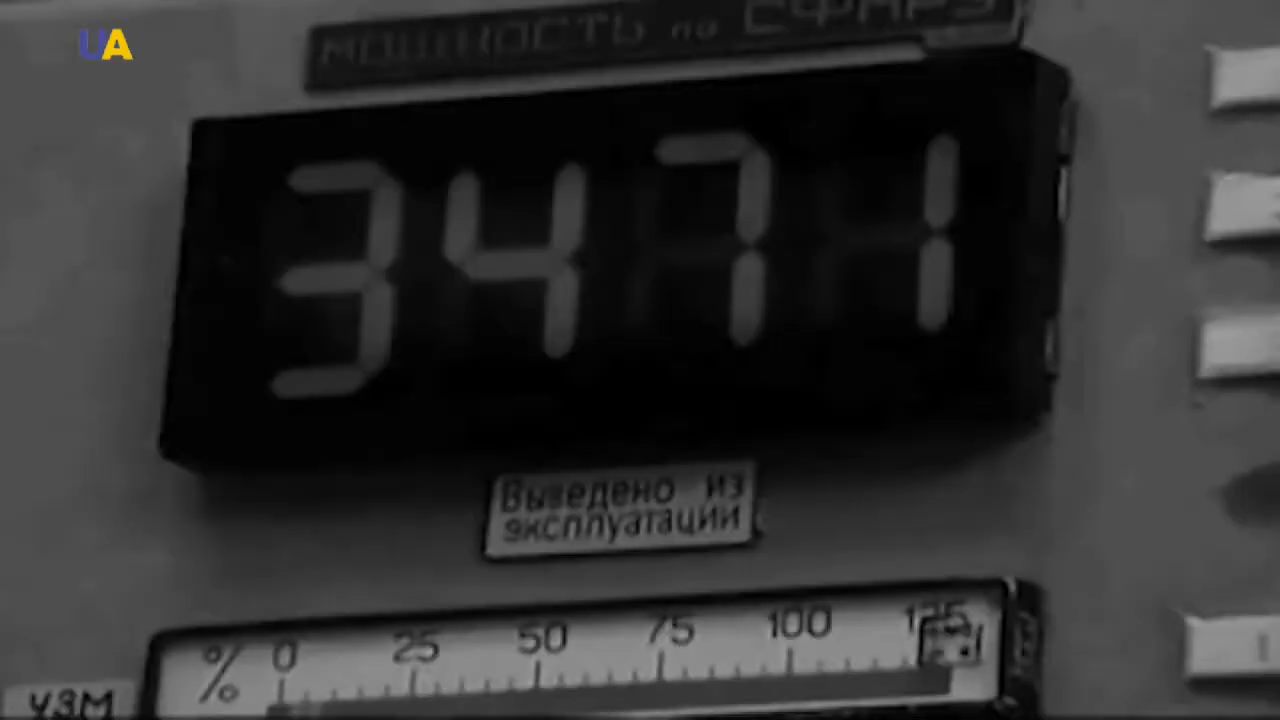 UA
МОЩНОСТЬ по СФКРЭ
3471
Выведено из
эксплуатации
% 0 25 50 75 100 125
УЗМ